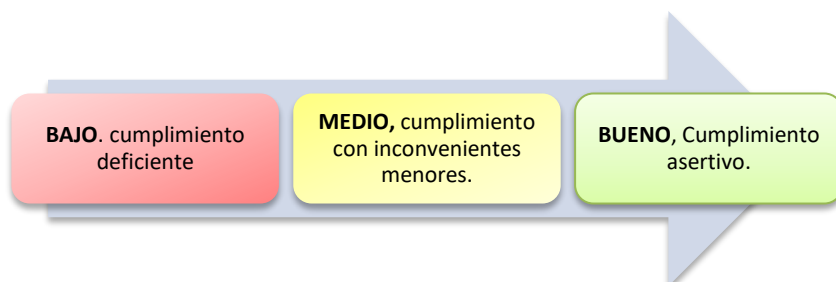 BAJO. cumplimiento
deficiente
MEDIO, cumplimiento
con inconvenientes
menores.
BUENO, Cumplimiento
asertivo.